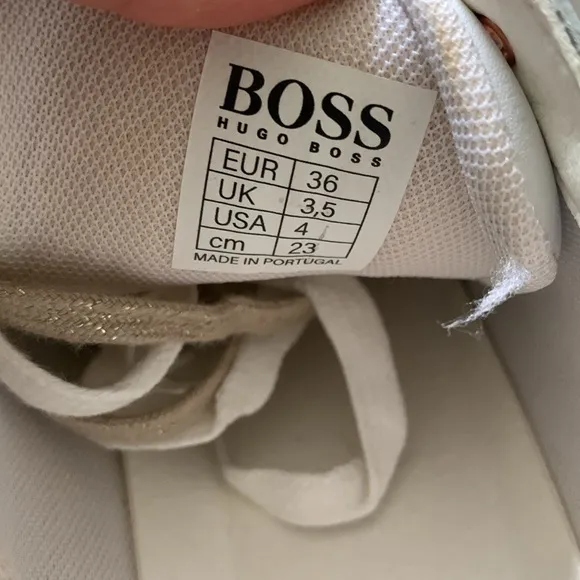 BOSS
HUGO BOSS
EUR 36
UK 3,5
USA 4
cm 23
MADE IN PORTUGAL